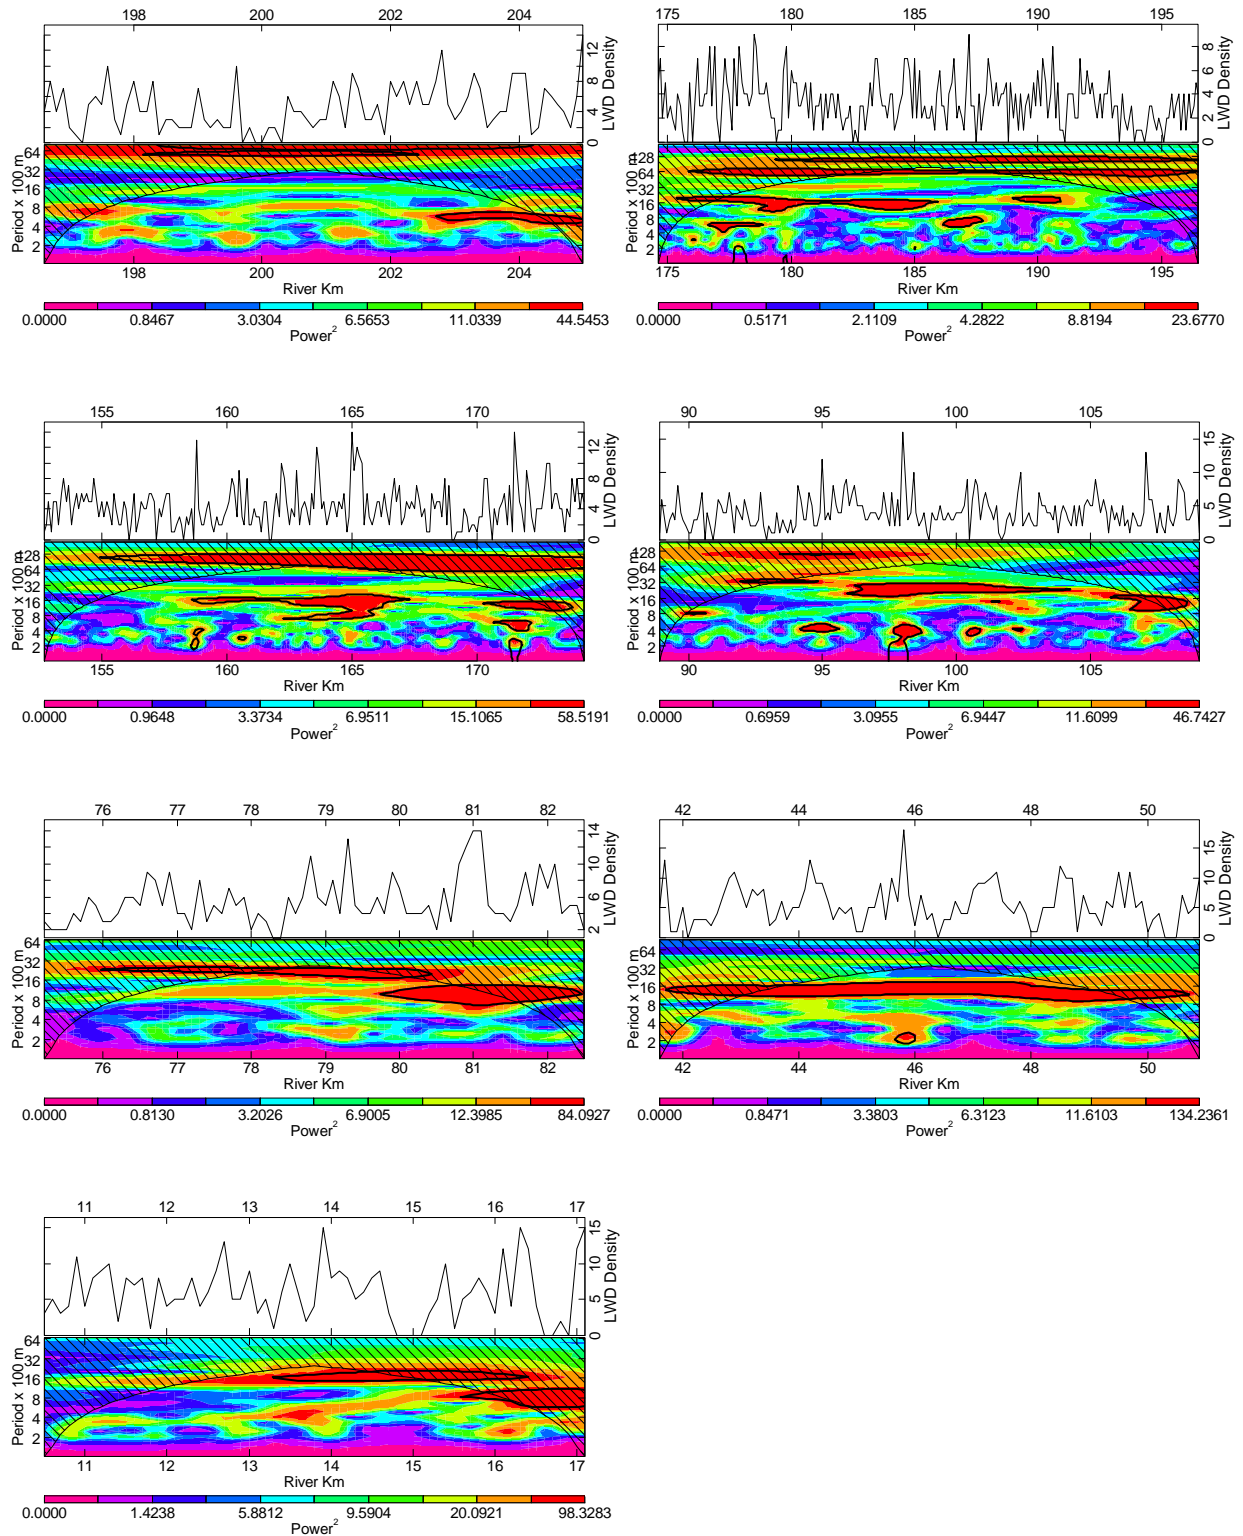 198 200 202 204
4 8 12
LWD Density
0
64
32
16
8
4
2
Period x 100 m
198 200 202 204
River Km
0.0000 0.8467 3.0304 6.5653 11.0339 44.5453
Power²
175 180 185 190 195
0 2 4 6 8
LWD Density
128
64
32
16
8
4
2
Period x 100 m
175 180 185 190 195
River Km
0.0000 0.5171 2.1109 4.2822 8.8194 23.6770
Power²
155 160 165 170
0 4 8 12
LWD Density
128
64
32
16
8
4
2
Period x 100 m
155 160 165 170
River Km
0.0000 0.9648 3.3734 6.9511 15.1065 58.5191
Power²
90 95 100 105
0 5 10 15
LWD Density
128
64
32
16
8
4
2
Period x 100 m
90 95 100 105
River Km
0.0000 0.6959 3.0955 6.9447 11.6099 46.7427
Power²
76 77 78 79 80 81 82
2 6 10 14
LWD Density
64
32
16
8
4
2
Period x 100 m
76 77 78 79 80 81 82
River Km
0.0000 0.8130 3.2026 6.9005 12.3985 84.0927
Power²
42 44 46 48 50
0 5 10 15
LWD Density
64
32
16
8
4
2
Period x 100 m
42 44 46 48 50
River Km
0.0000 0.8471 3.3803 6.3123 11.6103 134.2361
Power²
11 12 13 14 15 16 17
0 5 10 15
LWD Density
64
32
16
8
4
2
Period x 100 m
11 12 13 14 15 16 17
River Km
0.0000 1.4238 5.8812 9.5904 20.0921 98.3283
Power²